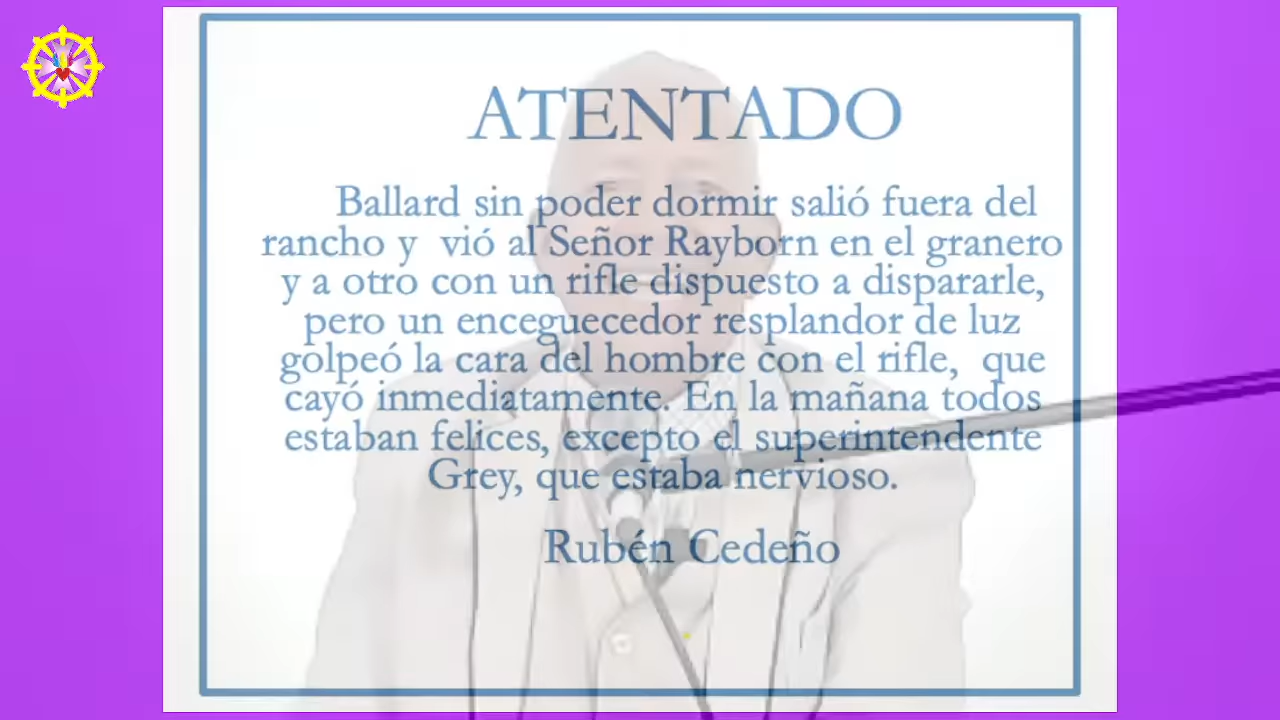 ATENTADO
Ballard sin poder dormir salió fuera del
rancho y vió al Señor Rayborn en el granero
y a otro con un rifle dispuesto a dispararle,
pero un enceguecedor resplandor de luz
golpeó la cara del hombre con el rifle, que
cayó inmediatamente. En la mañana todos
estaban felices, excepto el superintendente
Grey, que estaba nervioso.
Rubén Cedeño